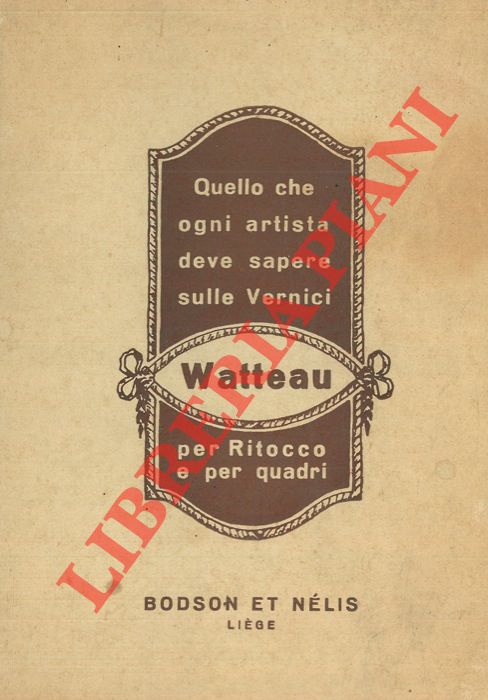 Quello che
ogni artista
deve sapere
sulle Vernici
Watteau
per Ritocco
e per quadri
BODSON ET NÉLIS
LIÈGE
LIBRERIA PIANI